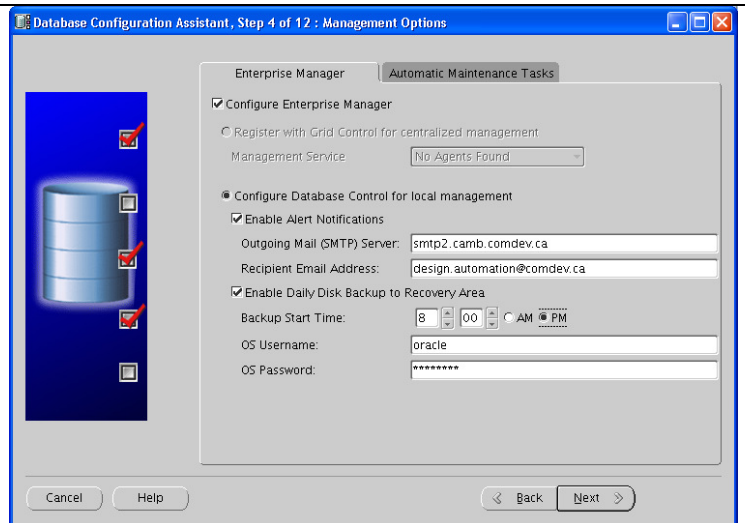 Database Configuration Assistant, Step 4 of 12 : Management Options
Enterprise Manager Automatic Maintenance Tasks
Configure Enterprise Manager
Register with Grid Control for centralized management
Management Service No Agents Found
Configure Database Control for local management
Enable Alert Notifications
Outgoing Mail (SMTP) Server: smtp2.camb.comdev.ca
Recipient Email Address: design.automation@comdev.ca
Enable Daily Disk Backup to Recovery Area
Backup Start Time: 8 00 AM PM
OS Username: oracle
OS Password: ********
Cancel Help Back Next